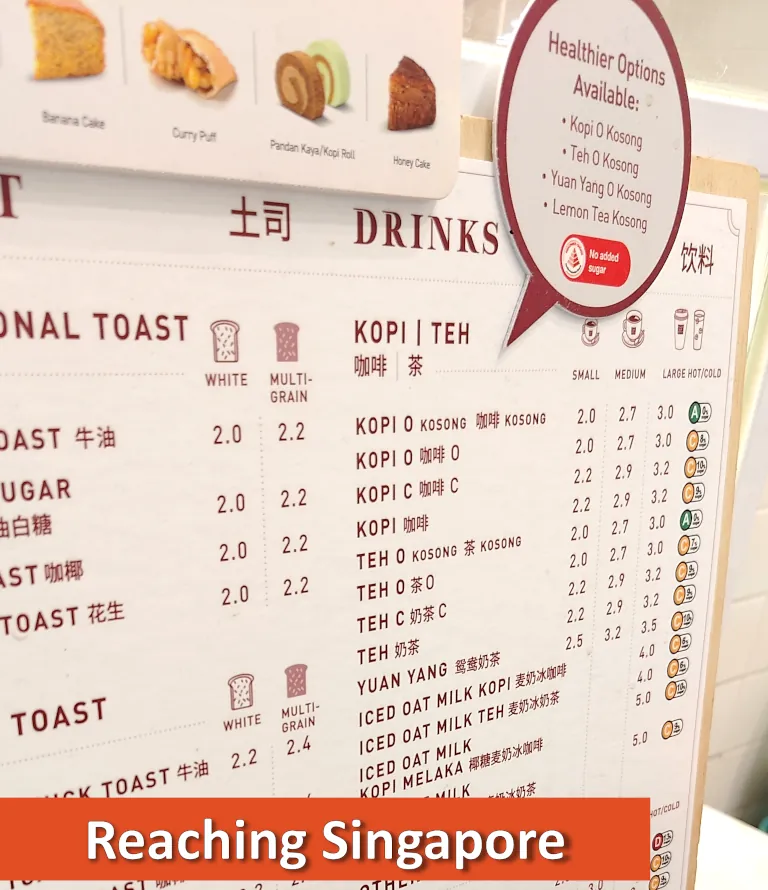 Banana Cake
Curry Puff
Pandan Kaya/Kopi Roll
Honey Cake
Healthier Options
Available:
• Kopi O Kosong
• Teh O Kosong
• Yuan Yang O Kosong
• Lemon Tea Kosong
No added
sugar
T 土司
DRINKS 饮料
ONAL TOAST
WHITE MULTI-
GRAIN
OAST 牛油 2.0 2.2
UGAR
油白糖 2.0 2.2
AST 咖椰 2.0 2.2
TOAST 花生 2.0 2.2
TOAST
WHITE MULTI-
GRAIN
TOAST 牛油 2.2 2.4
KOPI | TEH
咖啡 | 茶
SMALL MEDIUM LARGE HOT/COLD
KOPI O KOSONG 咖啡 KOSONG 2.0 2.7 3.0 A
KOPI O 咖啡 O 2.0 2.7 3.0 C
KOPI C 咖啡 C 2.2 2.9 3.2 C
KOPI 咖啡 2.2 2.9 3.2 C
TEH O KOSONG 茶 KOSONG 2.0 2.7 3.0 A
TEH O 茶 O 2.0 2.7 3.0 C
TEH C 奶茶 C 2.2 2.9 3.2 C
TEH 奶茶 2.2 2.9 3.2 C
YUAN YANG 鸳鸯奶茶 2.5 3.2 3.5 C
ICED OAT MILK KOPI 麦奶冰咖啡 4.0 C
ICED OAT MILK TEH 麦奶冰奶茶 4.0 C
ICED OAT MILK
KOPI MELAKA 椰糖麦奶冰咖啡 5.0 C
MILK 5.0 C
HOT/COLD
D
C
Reaching Singapore